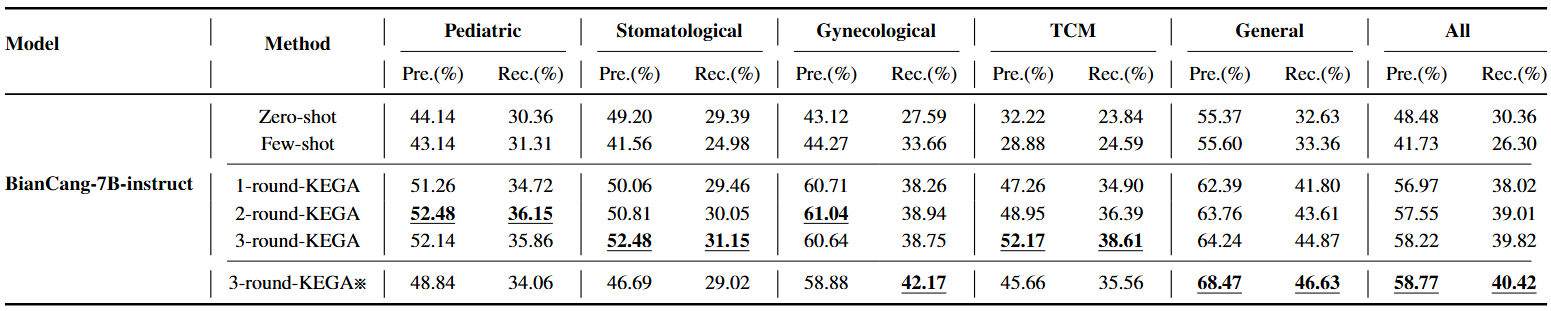 Model Method Pediatric Stomatological Gynecological TCM General All
Pre.(%) Rec.(%) Pre.(%) Rec.(%) Pre.(%) Rec.(%) Pre.(%) Rec.(%) Pre.(%) Rec.(%) Pre.(%) Rec.(%)
Zero-shot 44.14 30.36 49.20 29.39 43.12 27.59 32.22 23.84 55.37 32.63 48.48 30.36
Few-shot 43.14 31.31 41.56 24.98 44.27 33.66 28.88 24.59 55.60 33.36 41.73 26.30
BianCang-7B-instruct 1-round-KEGA 51.26 34.72 50.06 29.46 60.71 38.26 47.26 34.90 62.39 41.80 56.97 38.02
2-round-KEGA 52.48 36.15 50.81 30.05 61.04 38.94 48.95 36.39 63.76 43.61 57.55 39.01
3-round-KEGA 52.14 35.86 52.48 31.15 60.64 38.75 52.17 38.61 64.24 44.87 58.22 39.82
3-round-KEGA※ 48.84 34.06 46.69 29.02 58.88 42.17 45.66 35.56 68.47 46.63 58.77 40.42